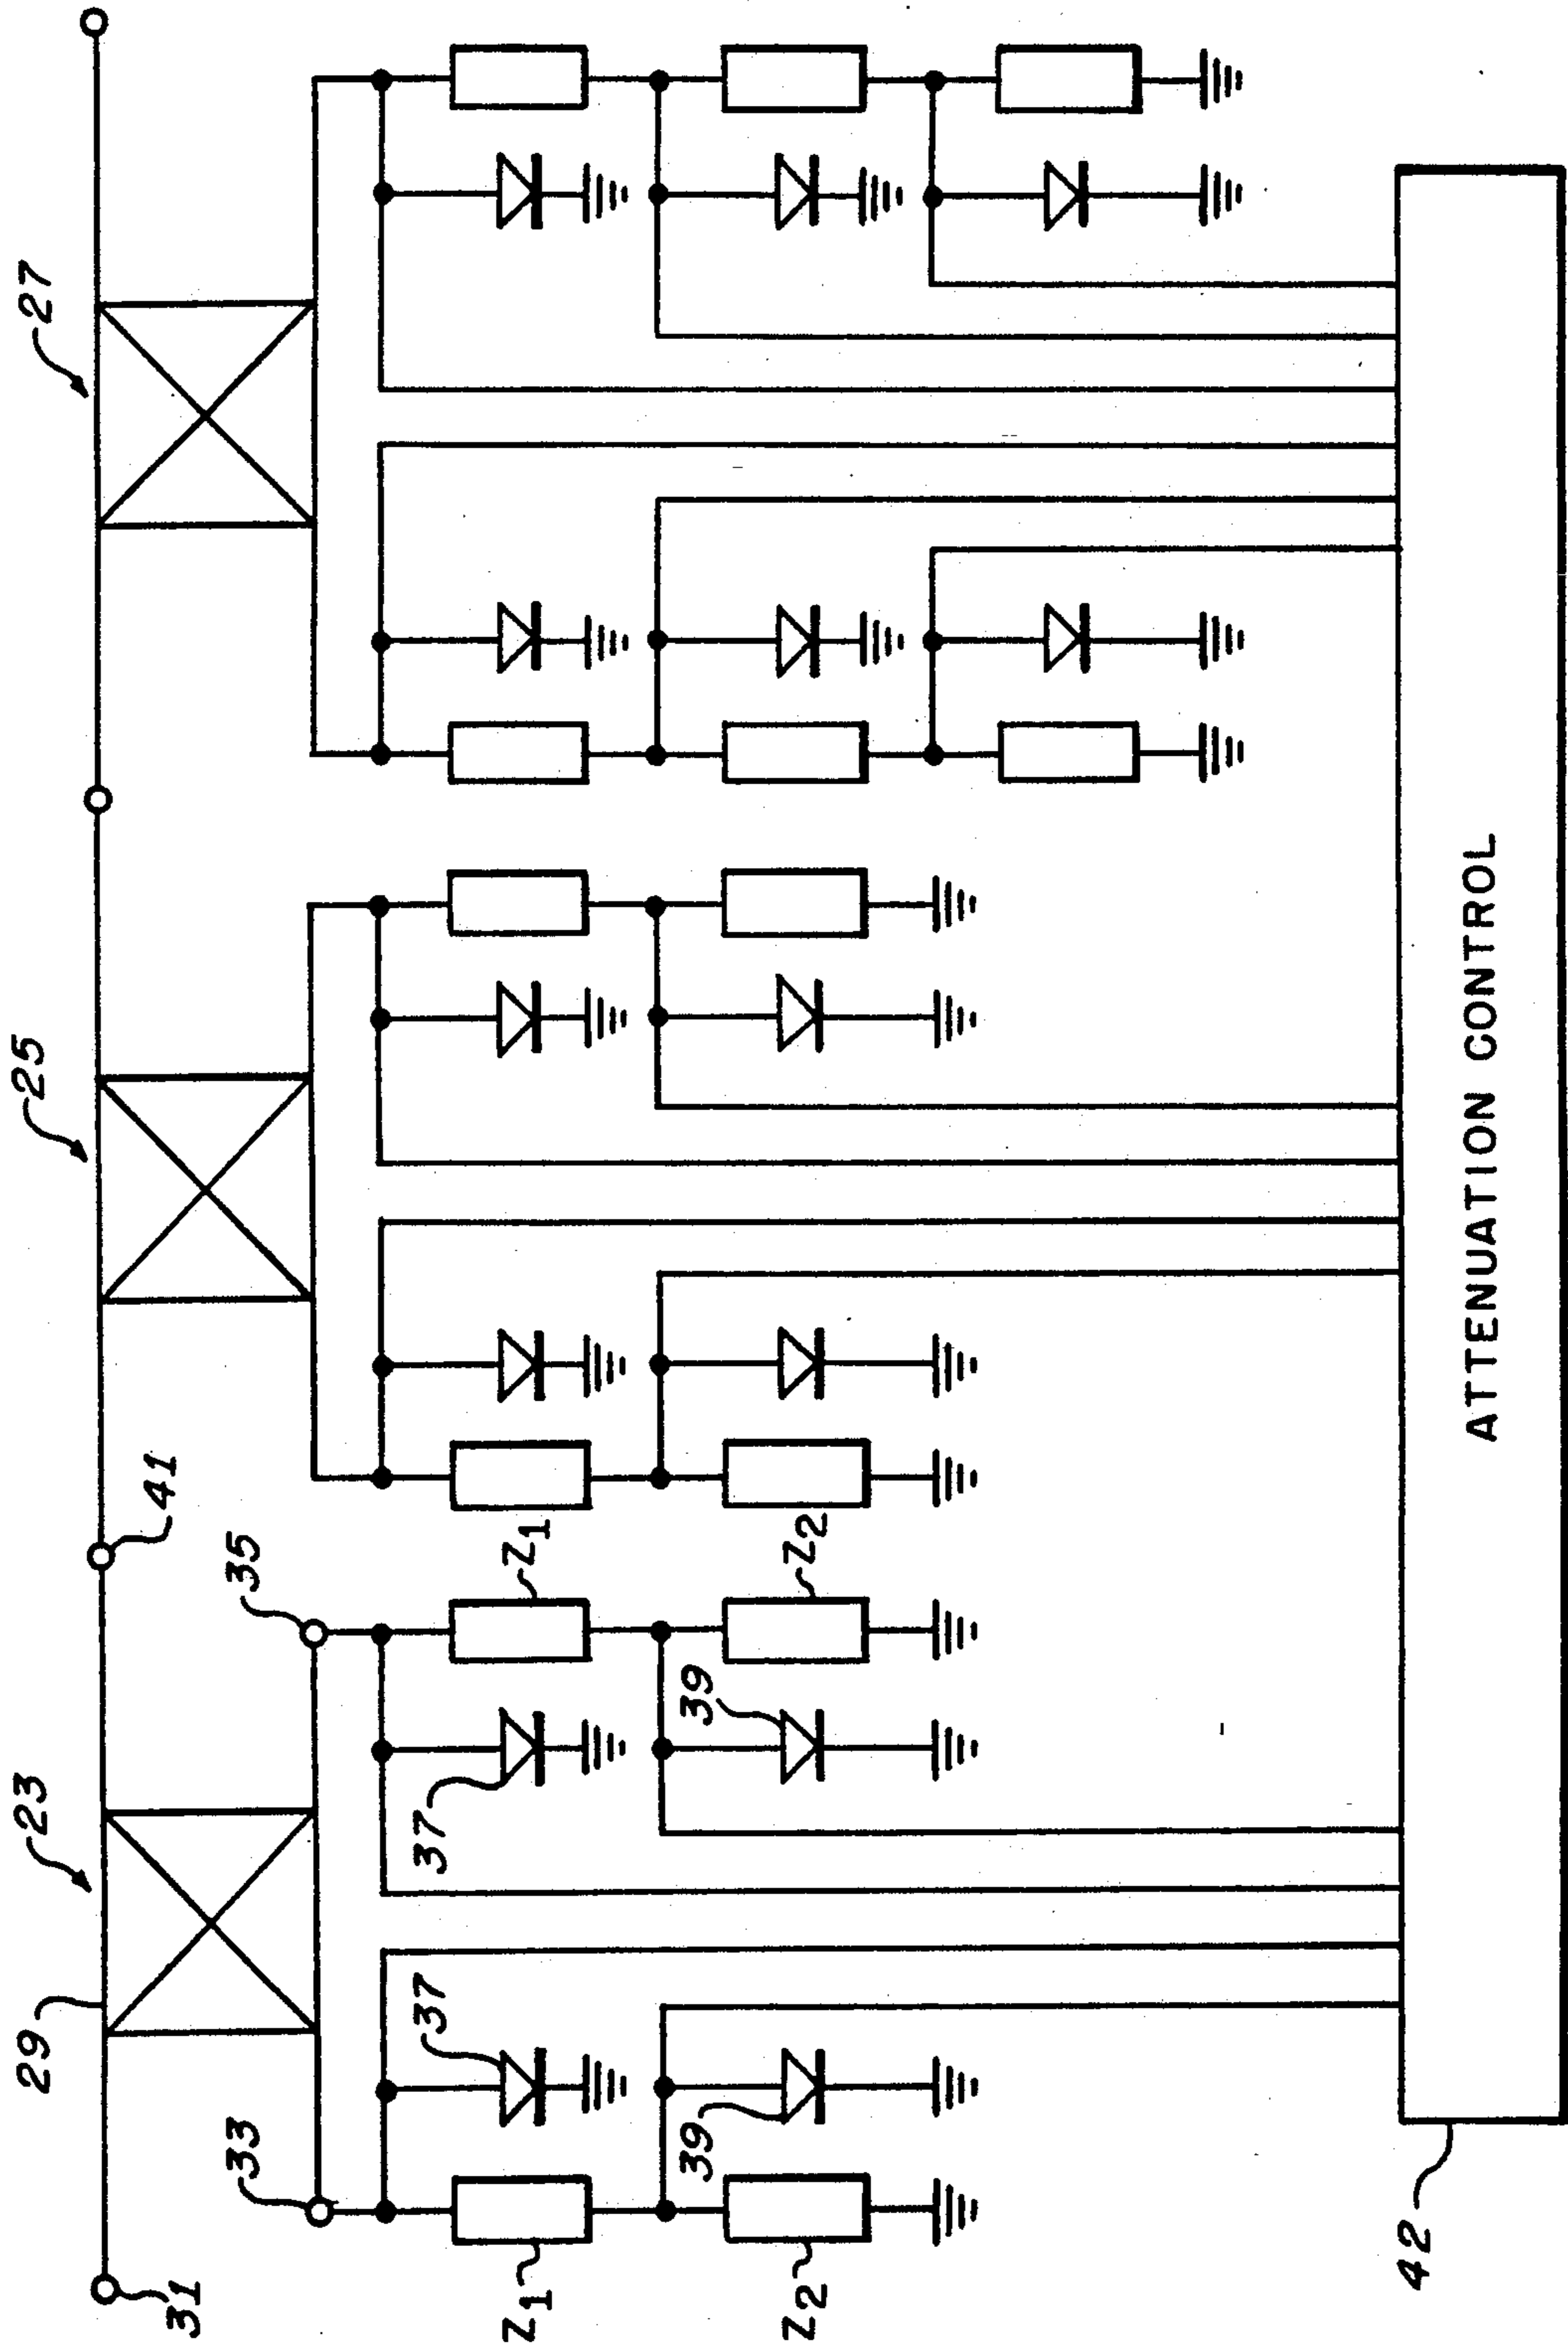 23
25
27
29
31
33
35
41
37
37
39
39
Z1
Z1
Z2
Z2
42
ATTENUATION CONTROL